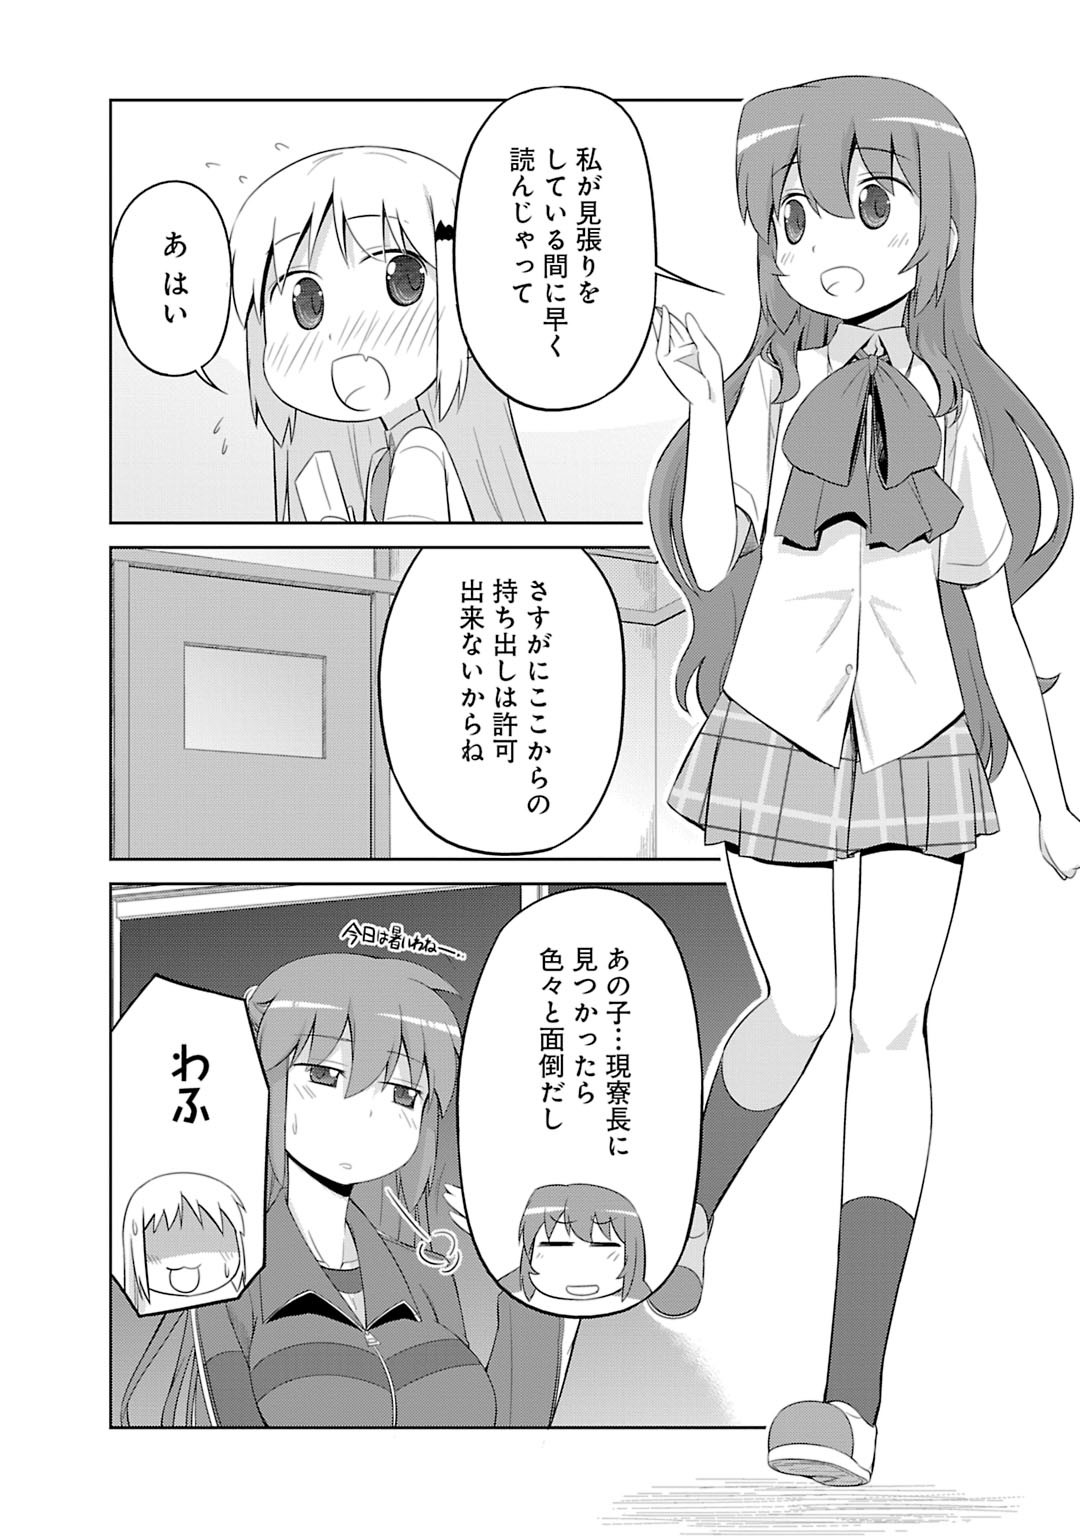 私が見張りを
している間に早く
読んじゃって
あ はい
さすがにここからの
持ち出しは許可
出来ないからね
あの子…現寮長に
見つかったら
色々と面倒だし
今日は暑いわねー‥
わふ